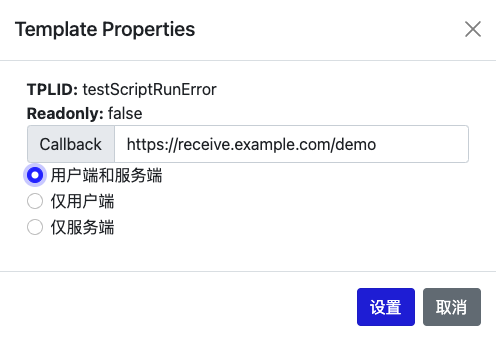 Template Properties
TPLID: testScriptRunError
Readonly: false
Callback https://receive.example.com/demo
用户端和服务端
仅用户端
仅服务端
设置 取消